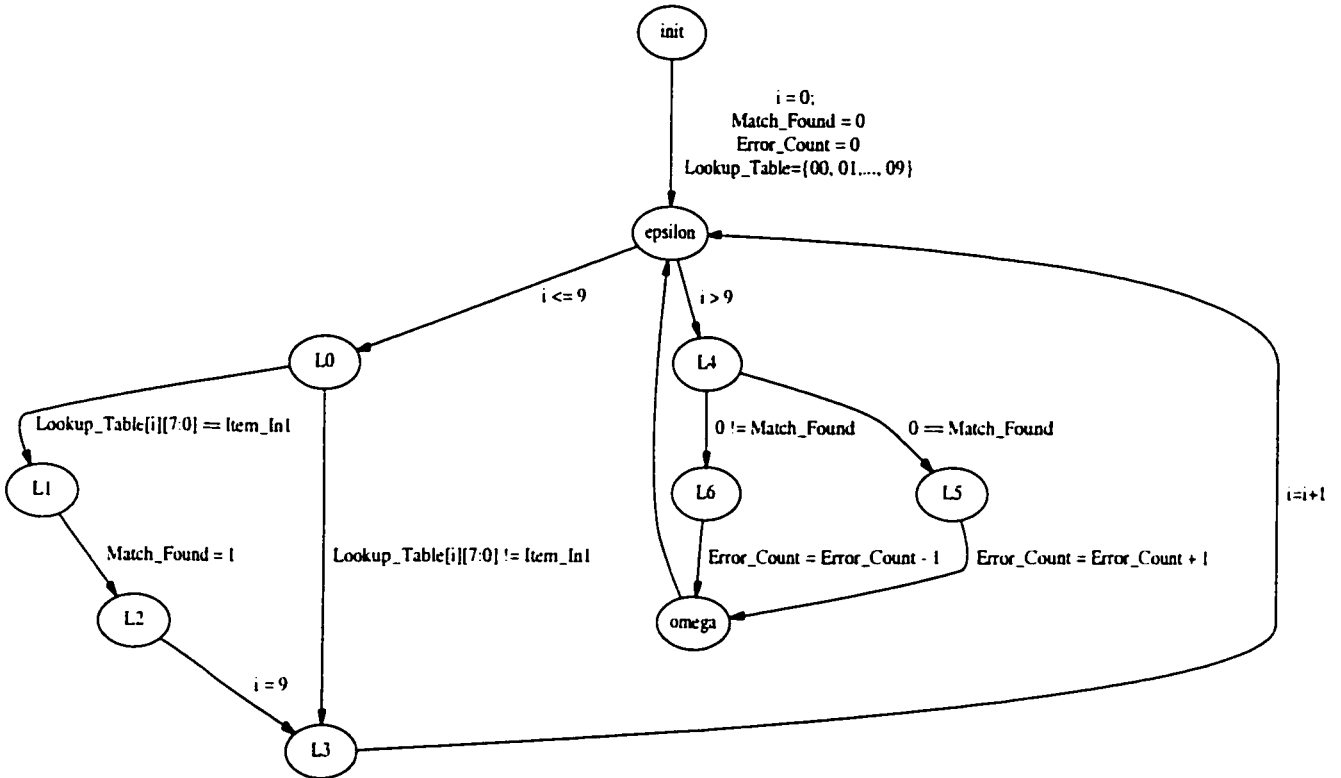 init
i = 0;
Match_Found = 0
Error_Count = 0
Lookup_Table={00, 01,..., 09}
epsilon
i <= 9
i > 9
L0
L4
Lookup_Table[i][7:0] == Item_In1
0 != Match_Found
0 == Match_Found
L1
L6
L5
i=i+1
Match_Found = 1
Lookup_Table[i][7:0] != Item_In1
Error_Count = Error_Count - 1
Error_Count = Error_Count + 1
L2
omega
i = 9
L3